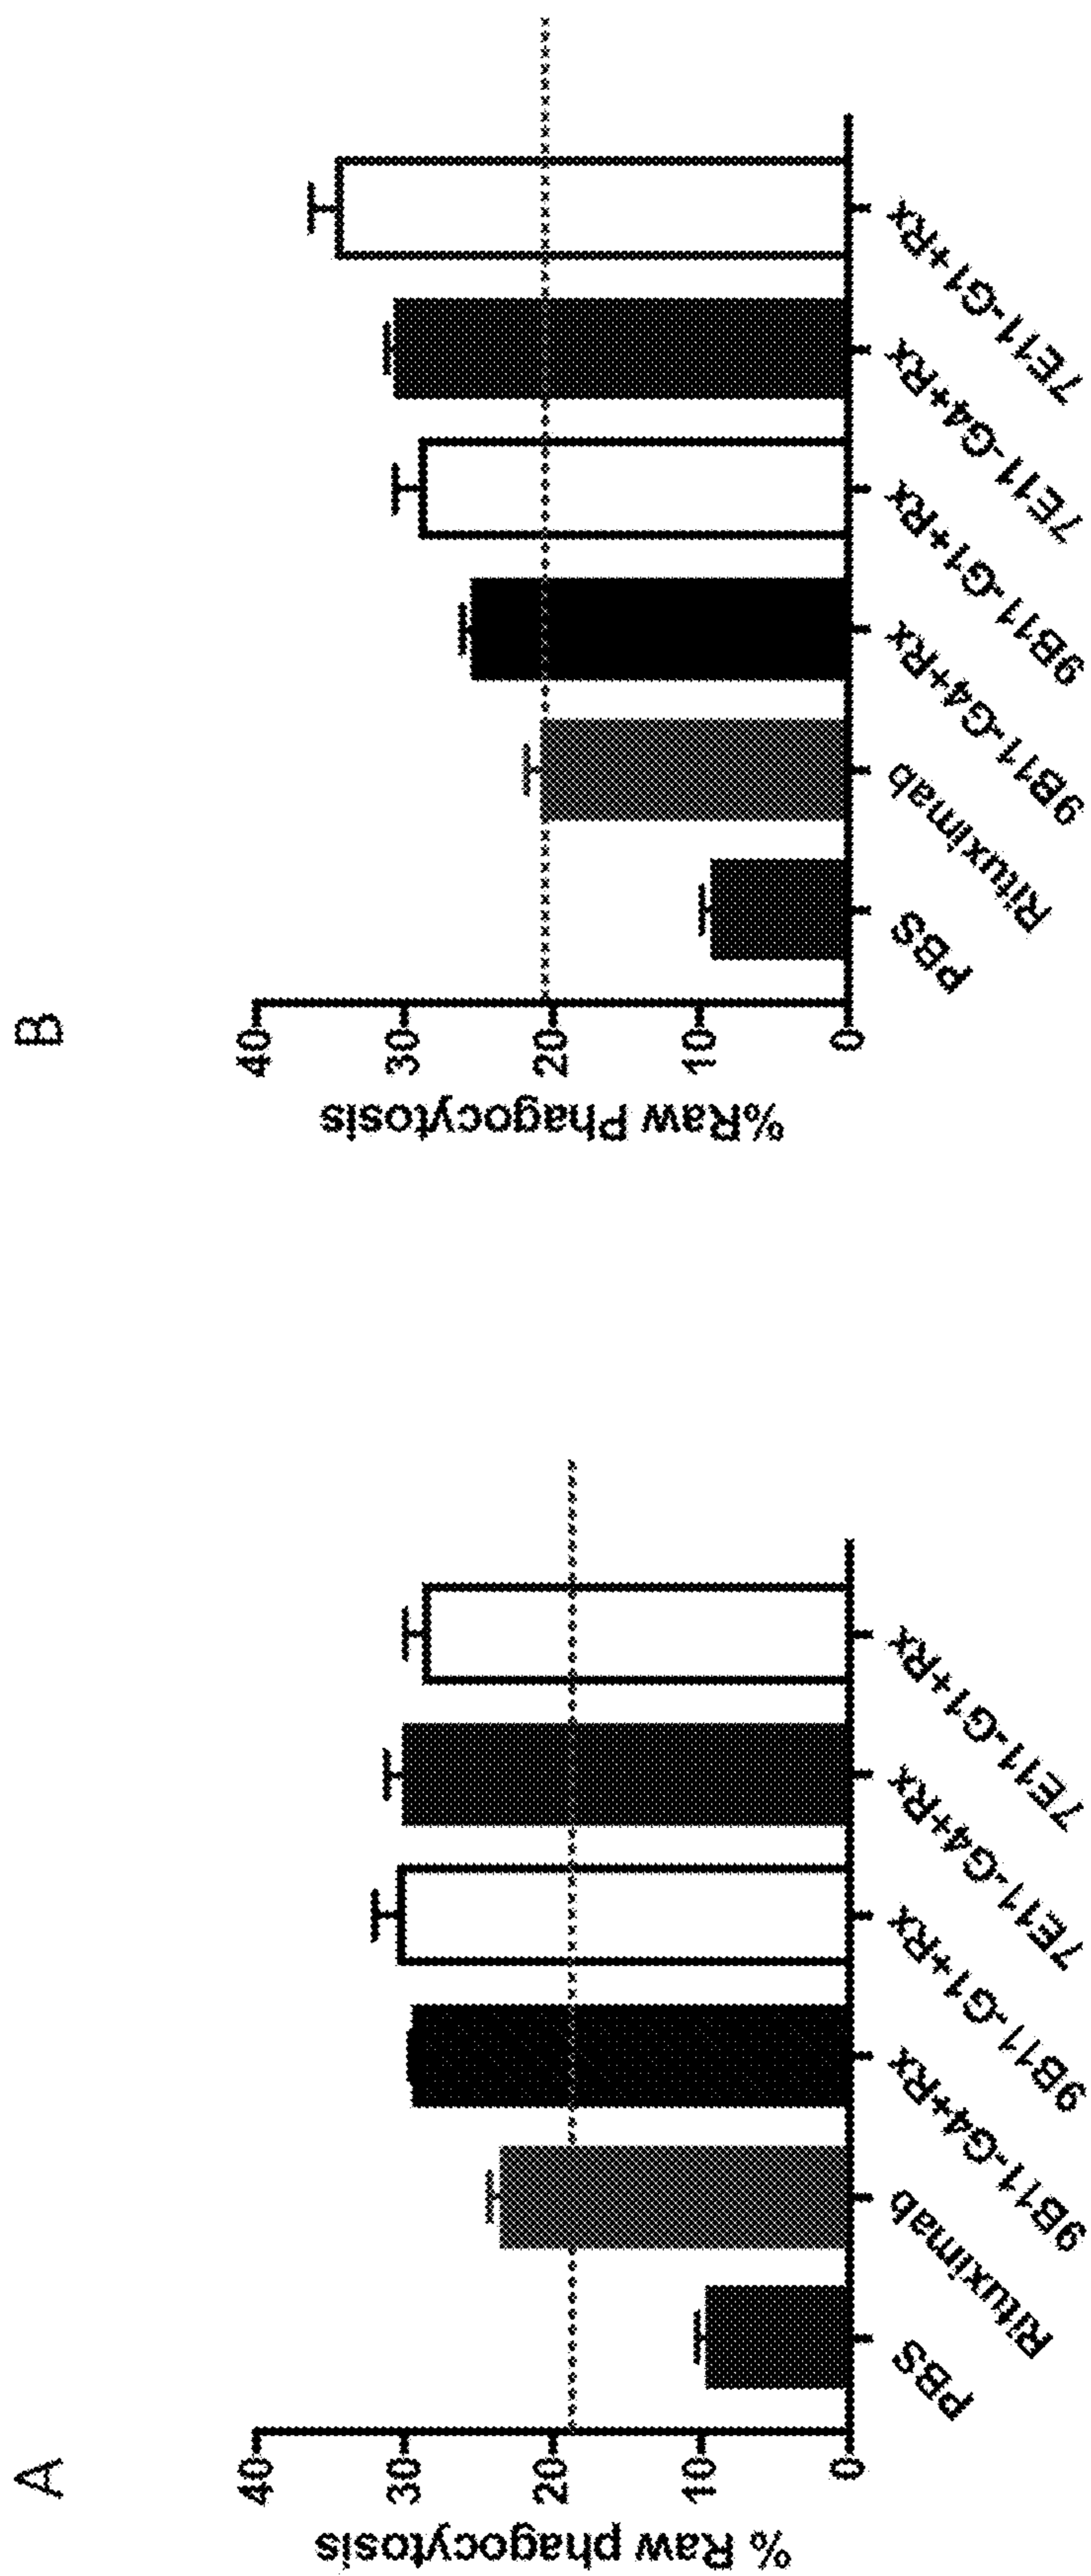 A
% Raw phagocytosis
40
30
20
10
0
PBS
Rituximab
9B11-G4+Rx
9B11-G1+Rx
7E11-G4+Rx
7E11-G1+Rx
B
%Raw Phagocytosis
40
30
20
10
0
PBS
Rituximab
9B11-G4+Rx
9B11-G1+Rx
7E11-G4+Rx
7E11-G1+Rx